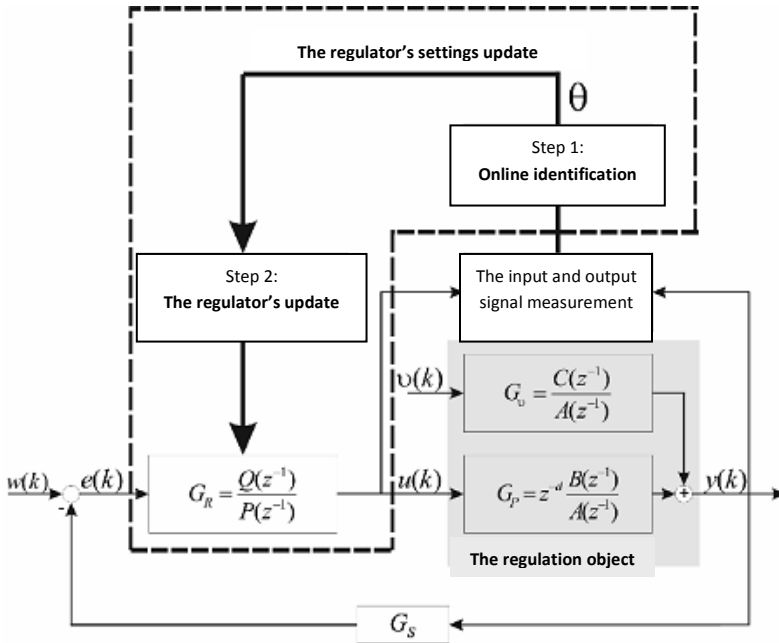 The regulator's settings update
θ
Step 1:
Online identification
Step 2:
The regulator's update
The input and output
signal measurement
υ(k)
G_υ = C(z⁻¹) / A(z⁻¹)
w(k)
-
e(k)
G_R = Q(z⁻¹) / P(z⁻¹)
u(k)
G_P = z⁻ᵈ B(z⁻¹) / A(z⁻¹)
+
y(k)
The regulation object
G_S